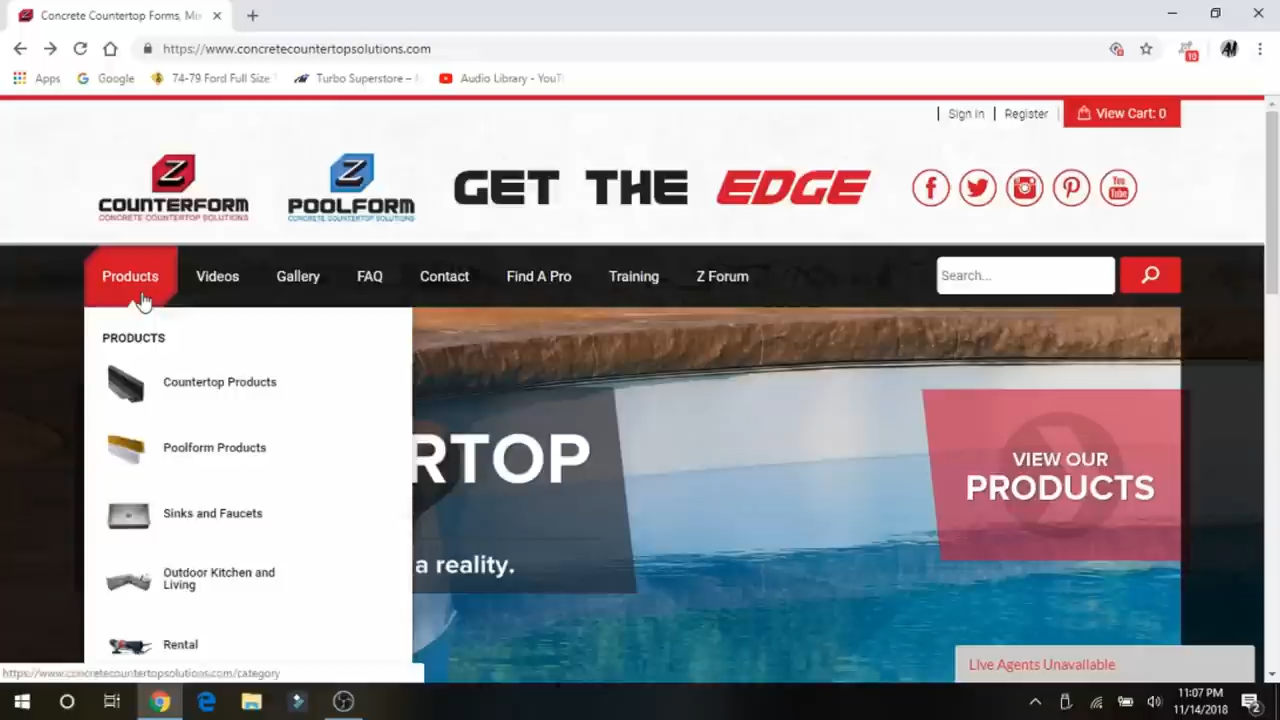 Concrete Countertop Forms, Mi
https://www.concretecountertopsolutions.com
10
Apps
Google
74-79 Ford Full Size
Turbo Superstore –
Audio Library - YouT
Sign In
Register
View Cart: 0
Z
COUNTERFORM
CONCRETE COUNTERTOP SOLUTIONS
Z
POOLFORM
CONCRETE COUNTERTOP SOLUTIONS
GET THE EDGE
You
Tube
Products
Videos
Gallery
FAQ
Contact
Find A Pro
Training
Z Forum
Search...
PRODUCTS
Countertop Products
Poolform Products
Sinks and Faucets
Outdoor Kitchen and
Living
Rental
RTOP
a reality.
VIEW OUR
PRODUCTS
Live Agents Unavailable
https://www.concretecountertopsolutions.com/category
11:07 PM
11/14/2018
2